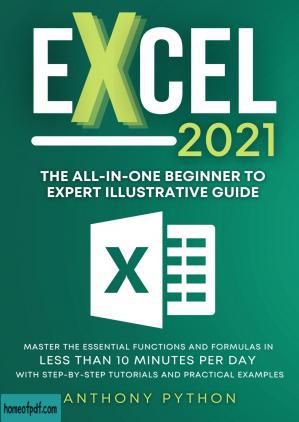 EXCEL
2021
THE ALL-IN-ONE BEGINNER TO
EXPERT ILLUSTRATIVE GUIDE
X
MASTER THE ESSENTIAL FUNCTIONS AND FORMULAS IN
LESS THAN 10 MINUTES PER DAY
WITH STEP-BY-STEP TUTORIALS AND PRACTICAL EXAMPLES
ANTHONY PYTHON
homeofpdf.com